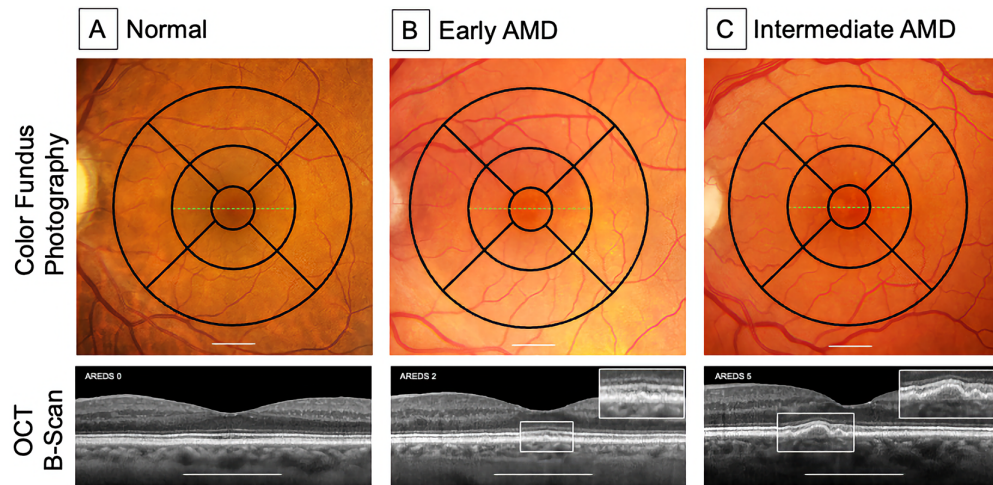 A Normal
B Early AMD
C Intermediate AMD
Color Fundus
Photography
AREDS 0
AREDS 2
AREDS 5
OCT
B-Scan